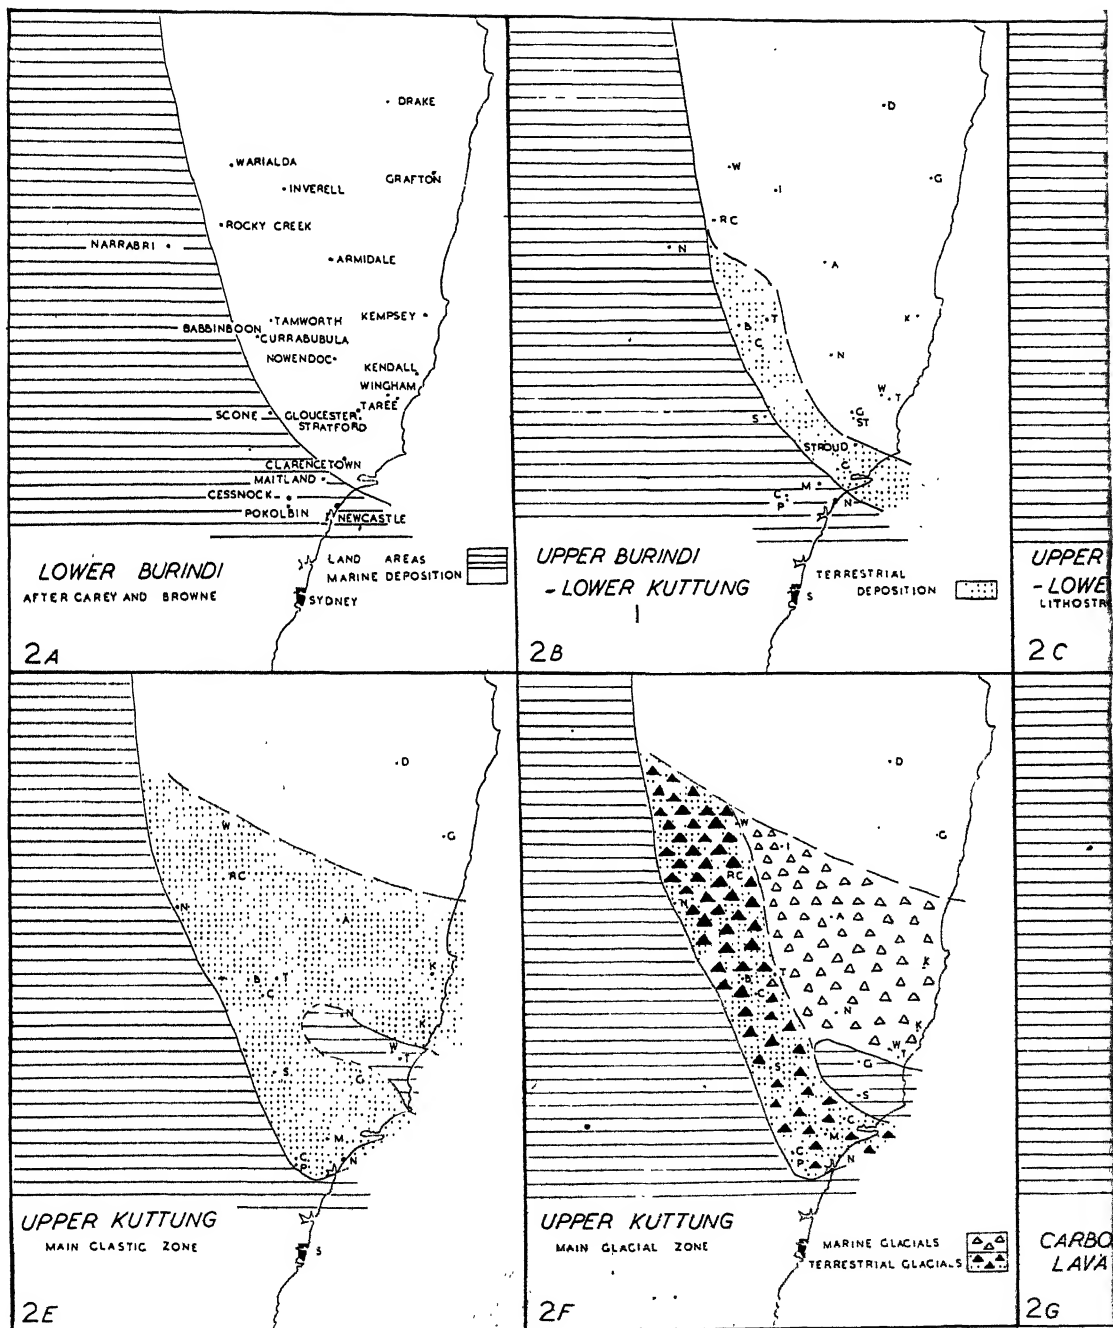 DRAKE
WARIALDA
GRAFTON
INVERELL
ROCKY CREEK
NARRABRI
ARMIDALE
TAMWORTH
KEMPSEY
BABBINBOON
CURRABUBULA
NOWENDOC
KENDALL
WINGHAM
TAREE
SCONE
GLOUCESTER
STRATFORD
CLARENCETOWN
MAITLAND
CESSNOCK
POKOLBIN
NEWCASTLE
LOWER BURINDI
AFTER CAREY AND BROWNE
LAND AREAS
MARINE DEPOSITION
SYDNEY
2A
D
W
I
G
RC
N
A
B
T
K
C
N
W
T
S
G
ST
STROUD
C
M
C
P
N
UPPER BURINDI
- LOWER KUTTUNG
I
TERRESTRIAL
DEPOSITION
S
2B
UPPER
- LOWE
LITHOSTR
2C
D
W
G
RC
N
A
B
T
K
C
N
K
W
T
S
G
M
C
P
N
UPPER KUTTUNG
MAIN CLASTIC ZONE
S
2E
D
W
G
I
RC
N
A
T
K
B
C
N
K
W
T
G
S
S
C
M
C
P
N
UPPER KUTTUNG
MAIN GLACIAL ZONE
MARINE GLACIALS
TERRESTRIAL GLACIALS
S
2F
CARBO
LAVA
2G